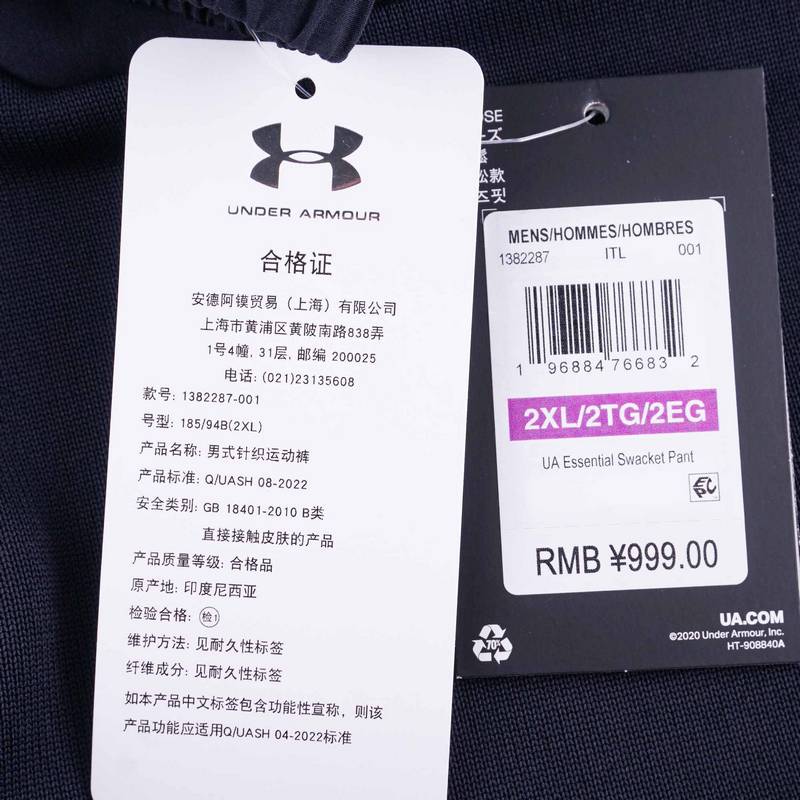 UNDER ARMOUR
合格证
安德阿镆贸易（上海）有限公司
上海市黄浦区黄陂南路838弄
1号4幢, 31层, 邮编 200025
电话: (021)23135608
款号: 1382287-001
号型: 185/94B(2XL)
产品名称: 男式针织运动裤
产品标准: Q/UASH 08-2022
安全类别: GB 18401-2010 B类
直接接触皮肤的产品
产品质量等级: 合格品
原产地: 印度尼西亚
检验合格: 检1
维护方法: 见耐久性标签
纤维成分: 见耐久性标签
如本产品中文标签包含功能性宣称，则该
产品功能应适用Q/UASH 04-2022标准
MENS/HOMMES/HOMBRES
1382287 ITL 001
1 96884 76683 2
2XL/2TG/2EG
UA Essential Swacket Pant
EPC
RMB ¥999.00
70%
UA.COM
©2020 Under Armour, Inc.
HT-908840A